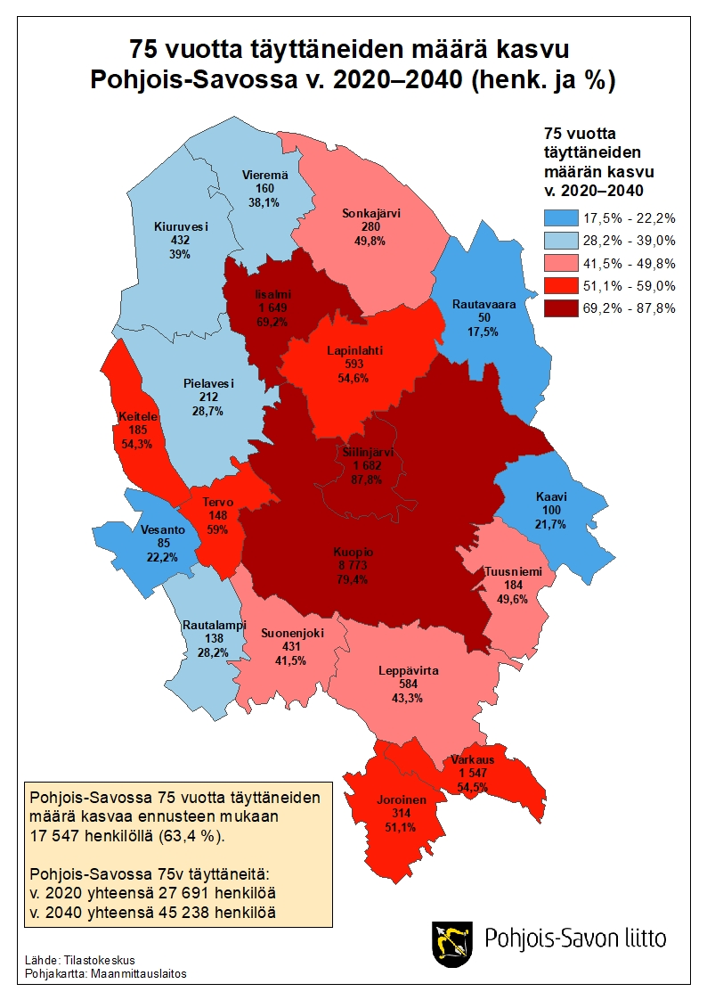 75 vuotta täyttäneiden määrä kasvu
Pohjois-Savossa v. 2020–2040 (henk. ja %)
75 vuotta
täyttäneiden
määrän kasvu
v. 2020–2040
17,5% - 22,2%
28,2% - 39,0%
41,5% - 49,8%
51,1% - 59,0%
69,2% - 87,8%
Vieremä
160
38,1%
Kiuruvesi
432
39%
Sonkajärvi
280
49,8%
Iisalmi
1 649
69,2%
Rautavaara
50
17,5%
Lapinlahti
593
54,6%
Pielavesi
212
28,7%
Keitele
185
54,3%
Siilinjärvi
1 682
87,8%
Tervo
148
59%
Kaavi
100
21,7%
Vesanto
85
22,2%
Kuopio
8 773
79,4%
Tuusniemi
184
49,6%
Rautalampi
138
28,2%
Suonenjoki
431
41,5%
Leppävirta
584
43,3%
Varkaus
1 547
54,5%
Joroinen
314
51,1%
Pohjois-Savossa 75 vuotta täyttäneiden
määrä kasvaa ennusteen mukaan
17 547 henkilöllä (63,4 %).
Pohjois-Savossa 75v täyttäneitä:
v. 2020 yhteensä 27 691 henkilöä
v. 2040 yhteensä 45 238 henkilöä
Pohjois-Savon liitto
Lähde: Tilastokeskus
Pohjakartta: Maanmittauslaitos